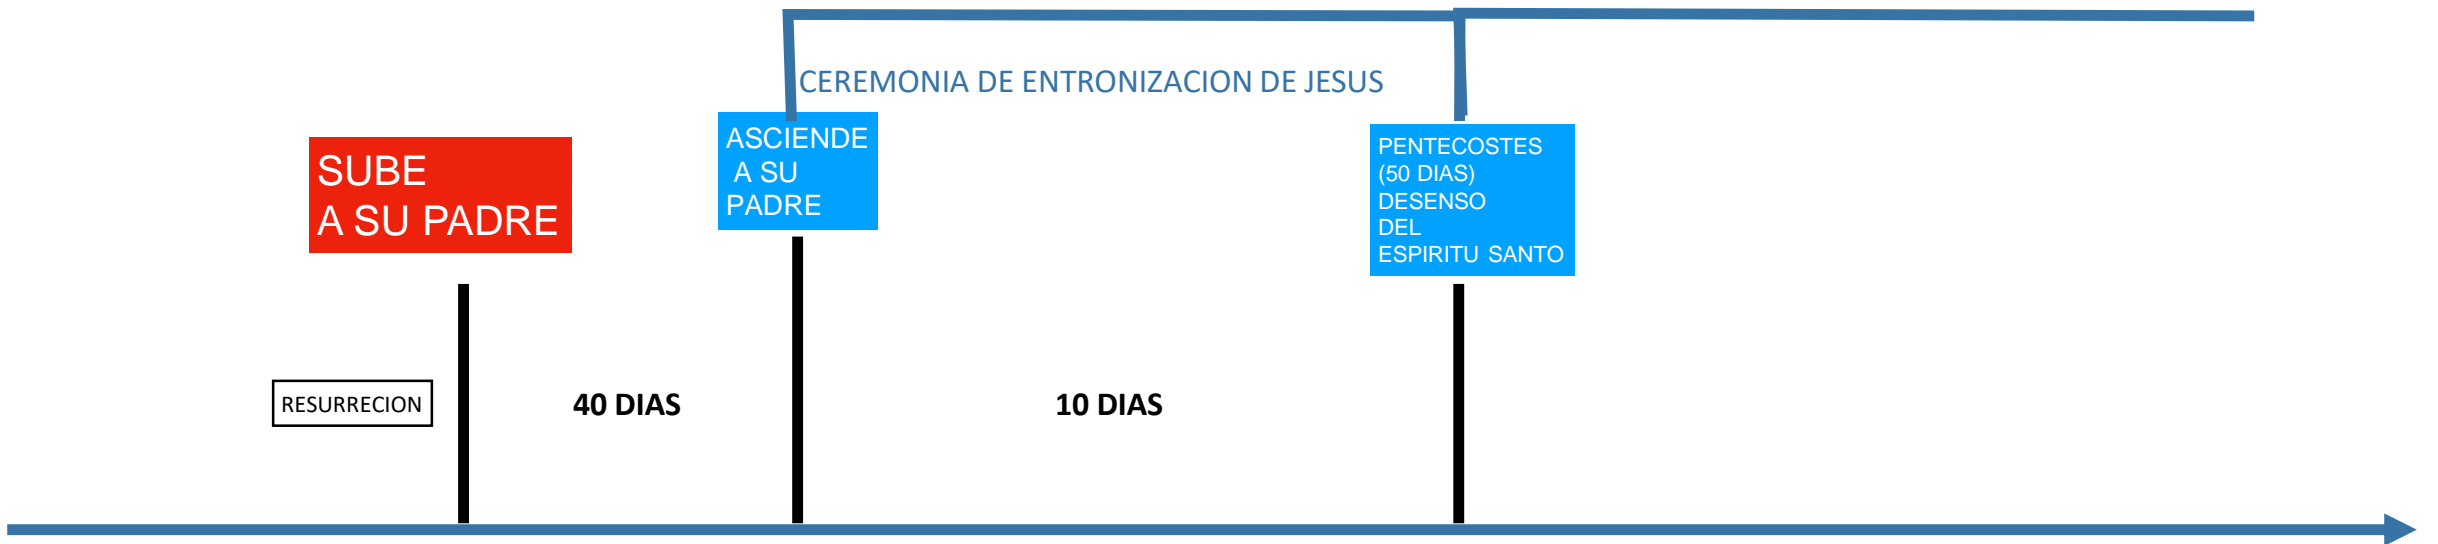 CEREMONIA DE ENTRONIZACION DE JESUS
SUBE
A SU PADRE
ASCIENDE
A SU
PADRE
PENTECOSTES
(50 DIAS)
DESENSO
DEL
ESPIRITU SANTO
RESURRECION
40 DIAS
10 DIAS